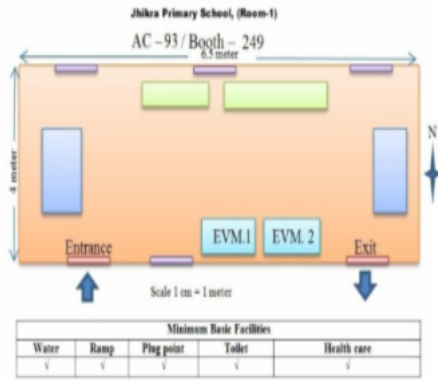 Jhikra Primary School, (Room-1)
AC -93 / Booth - 249
6.5 meter
4 meter
N
EVM.1 EVM. 2
Entrance Exit
Scale 1 cm = 1 meter
Minimum Basic Facilities
Water Ramp Plug point Toilet Health care
√ √ √ √ √